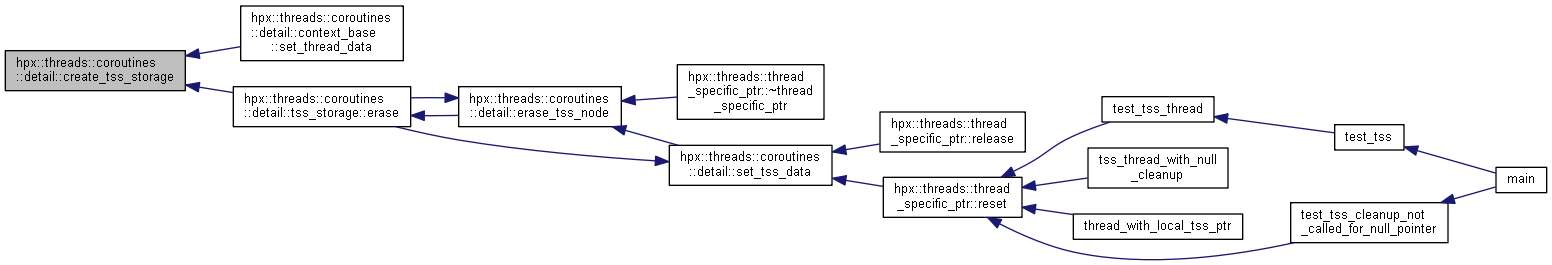 hpx::threads::coroutines
::detail::context_base
::set_thread_data
hpx::threads::coroutines
::detail::create_tss_storage
hpx::threads::coroutines
::detail::tss_storage::erase
hpx::threads::coroutines
::detail::erase_tss_node
hpx::threads::thread
_specific_ptr::~thread
_specific_ptr
hpx::threads::coroutines
::detail::set_tss_data
hpx::threads::thread
_specific_ptr::release
hpx::threads::thread
_specific_ptr::reset
test_tss_thread
tss_thread_with_null
_cleanup
thread_with_local_tss_ptr
test_tss
test_tss_cleanup_not
_called_for_null_pointer
main